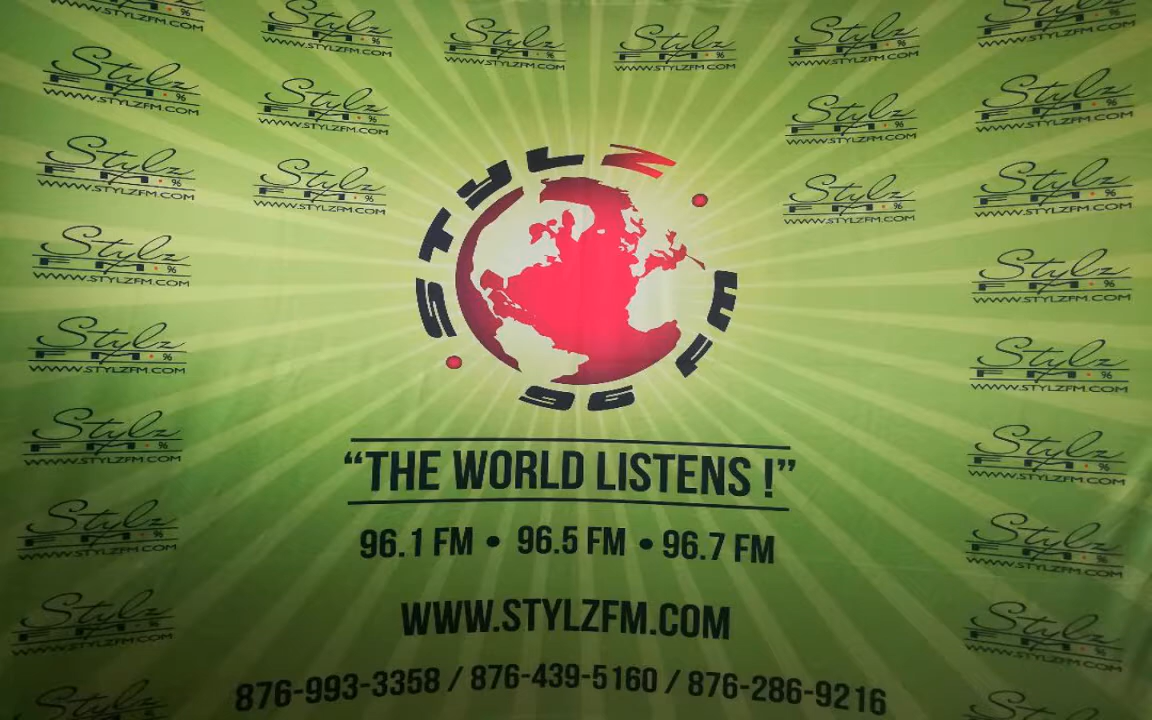 STYLZ
FM
96
Stylz
FM 96
WWW.STYLZFM.COM
“THE WORLD LISTENS !”
96.1 FM • 96.5 FM • 96.7 FM
WWW.STYLZFM.COM
876-993-3358 / 876-439-5160 / 876-286-9216